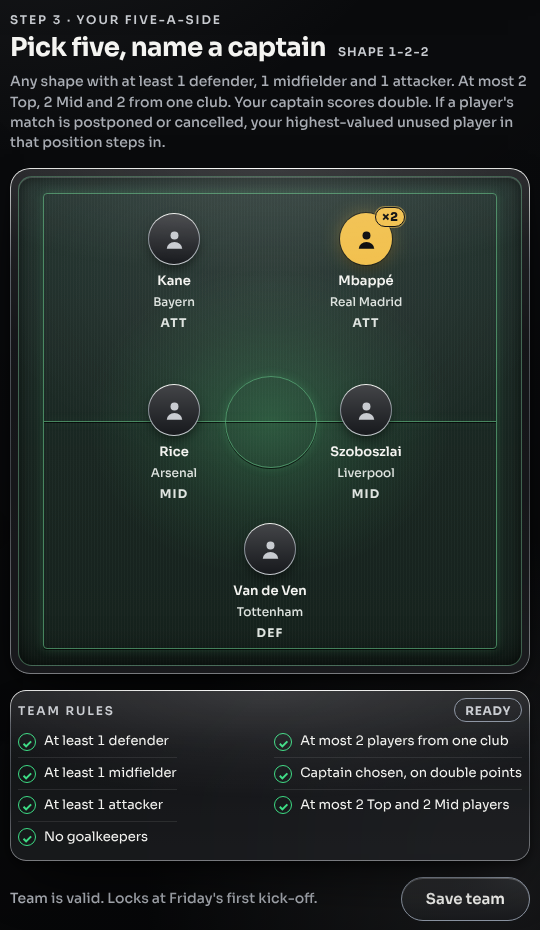 STEP 3 · YOUR FIVE-A-SIDE
Pick five, name a captain SHAPE 1-2-2
Any shape with at least 1 defender, 1 midfielder and 1 attacker. At most 2
Top, 2 Mid and 2 from one club. Your captain scores double. If a player's
match is postponed or cancelled, your highest-valued unused player in
that position steps in.
Kane
Bayern
ATT
×2
Mbappé
Real Madrid
ATT
Rice
Arsenal
MID
Szoboszlai
Liverpool
MID
Van de Ven
Tottenham
DEF
TEAM RULES
READY
At least 1 defender
At most 2 players from one club
At least 1 midfielder
Captain chosen, on double points
At least 1 attacker
At most 2 Top and 2 Mid players
No goalkeepers
Team is valid. Locks at Friday's first kick-off.
Save team